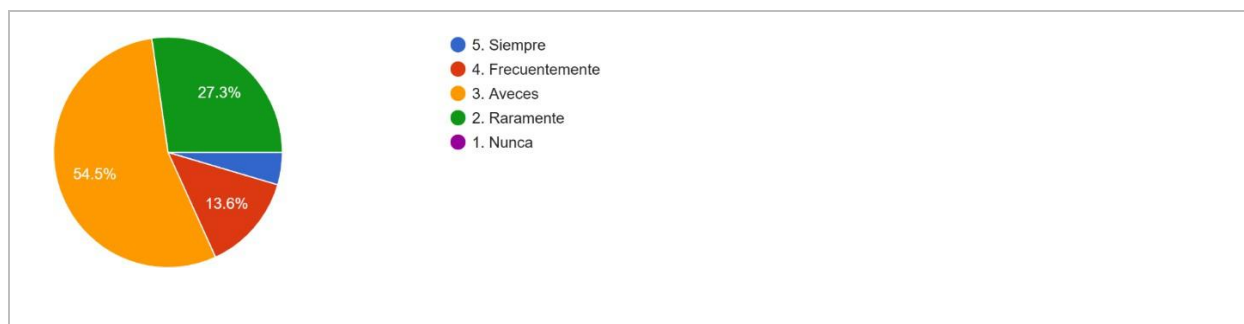 27.3%
54.5%
13.6%
5. Siempre
4. Frecuentemente
3. Aveces
2. Raramente
1. Nunca